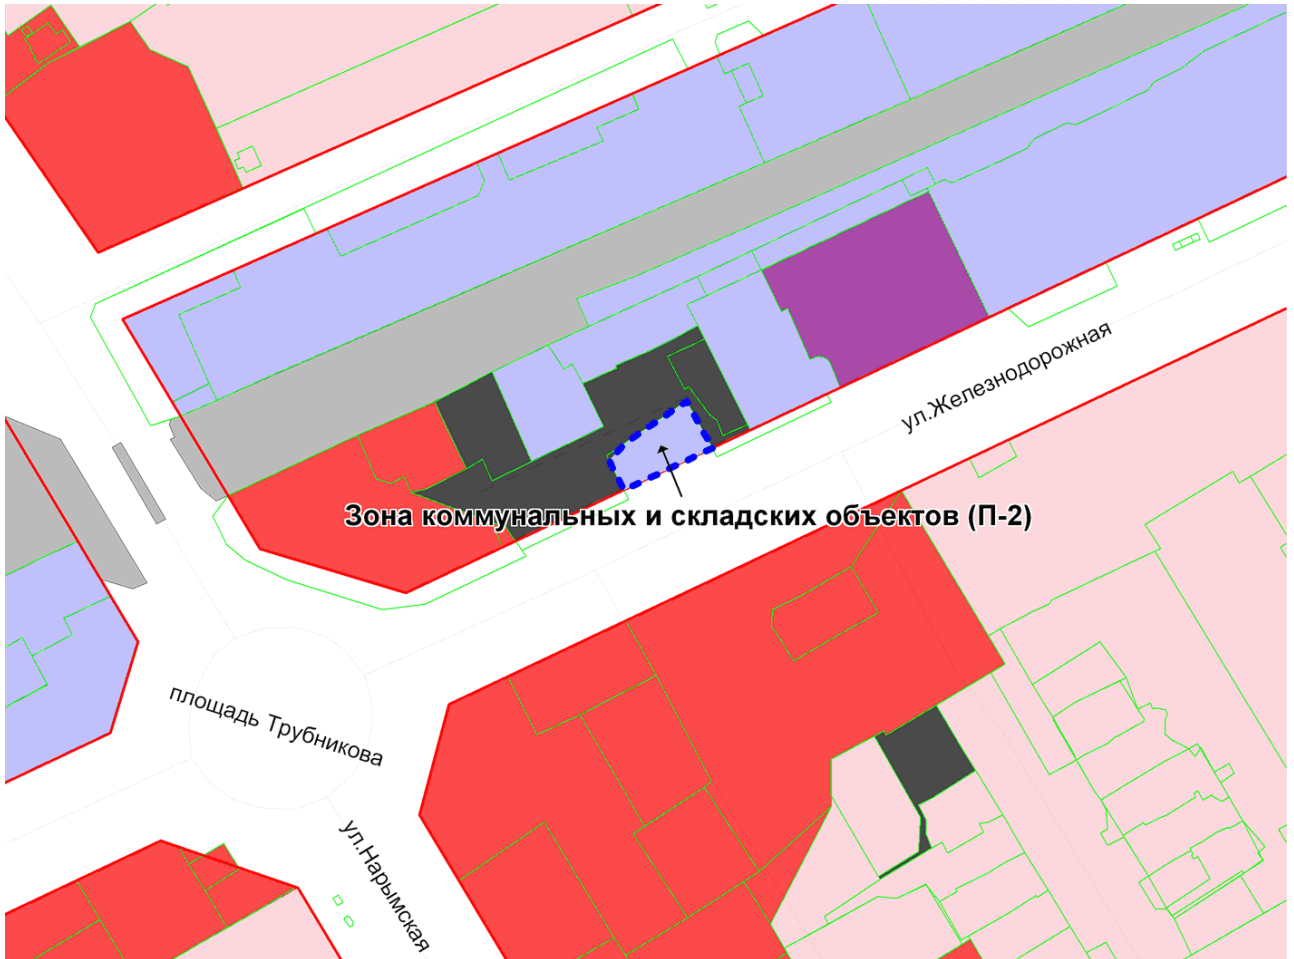 ул.Железнодорожная
Зона коммунальных и складских объектов (П-2)
площадь Трубникова
ул.Нарымская